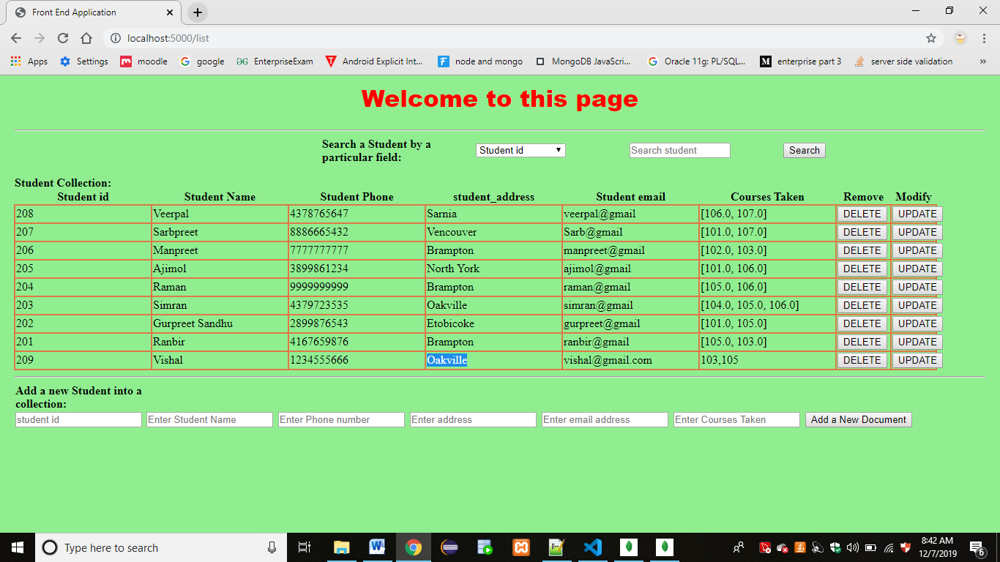 Front End Application
localhost:5000/list
Apps Settings moodle google EnterpriseExam Android Explicit Int... node and mongo MongoDB JavaScri... Oracle 11g: PL/SQL... enterprise part 3 server side validation »
Welcome to this page
Search a Student by a
particular field:
Student id Search student Search
Student Collection:
Student id Student Name Student Phone student_address Student email Courses Taken Remove Modify
208 Veerpal 4378765647 Sarnia veerpal@gmail [106.0, 107.0] DELETE UPDATE
207 Sarbpreet 8886665432 Vencouver Sarb@gmail [101.0, 107.0] DELETE UPDATE
206 Manpreet 7777777777 Brampton manpreet@gmail [102.0, 103.0] DELETE UPDATE
205 Ajimol 3899861234 North York ajimol@gmail [101.0, 106.0] DELETE UPDATE
204 Raman 9999999999 Brampton raman@gmail [105.0, 106.0] DELETE UPDATE
203 Simran 4379723535 Oakville simran@gmail [104.0, 105.0, 106.0] DELETE UPDATE
202 Gurpreet Sandhu 2899876543 Etobicoke gurpreet@gmail [101.0, 105.0] DELETE UPDATE
201 Ranbir 4167659876 Brampton ranbir@gmail [105.0, 103.0] DELETE UPDATE
209 Vishal 1234555666 Oakville vishal@gmail.com 103,105 DELETE UPDATE
Add a new Student into a
collection:
student id Enter Student Name Enter Phone number Enter address Enter email address Enter Courses Taken Add a New Document
Type here to search
8:42 AM
12/7/2019
6